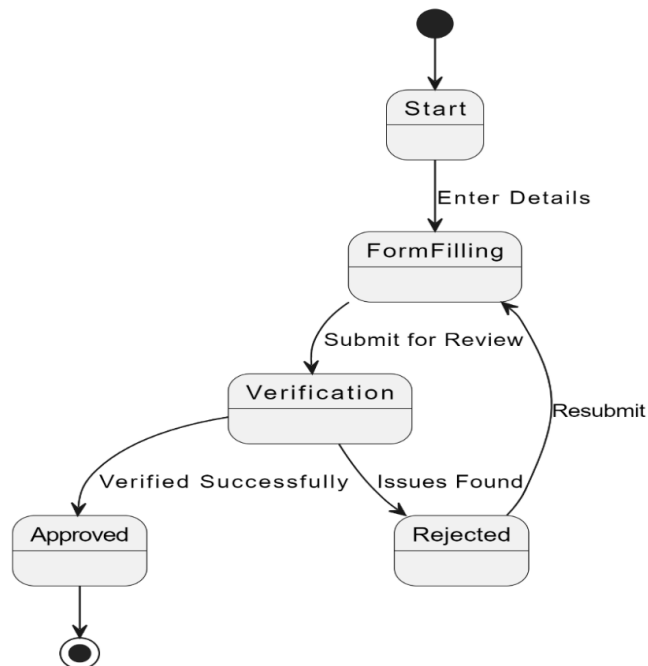 Start
Enter Details
FormFilling
Submit for Review
Verification
Resubmit
Verified Successfully
Issues Found
Approved
Rejected